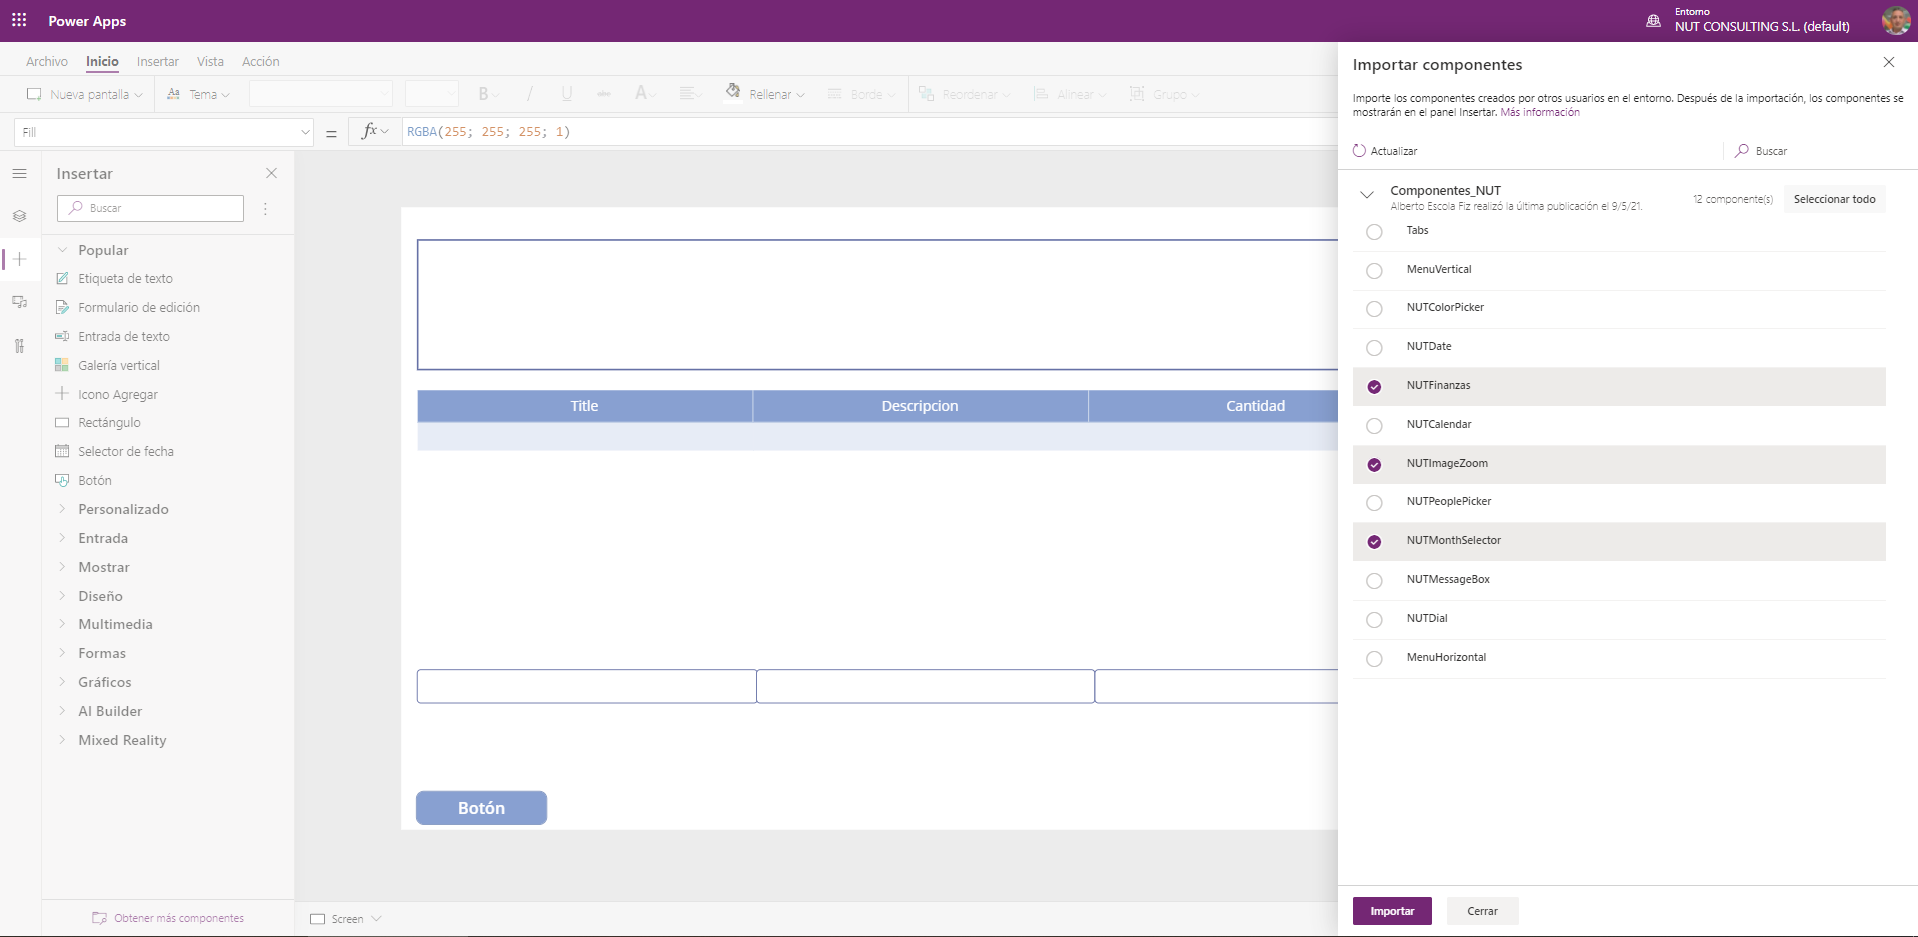 Power Apps
Entorno
NUT CONSULTING S.L. (default)
Archivo Inicio Insertar Vista Acción
Nueva pantalla Tema B / U abc A Rellenar Borde Reordenar Alinear Grupo
Fill = fx RGBA(255; 255; 255; 1)
Insertar
Buscar
Popular
Etiqueta de texto
Formulario de edición
Entrada de texto
Galería vertical
Icono Agregar
Rectángulo
Selector de fecha
Botón
Personalizado
Entrada
Mostrar
Diseño
Multimedia
Formas
Gráficos
AI Builder
Mixed Reality
Obtener más componentes
Title Descripcion Cantidad
Botón
Screen
Importar componentes
Importe los componentes creados por otros usuarios en el entorno. Después de la importación, los componentes se
mostrarán en el panel Insertar. Más información
Actualizar Buscar
Componentes_NUT
Alberto Escola Fiz realizó la última publicación el 9/5/21.
12 componente(s) Seleccionar todo
Tabs
MenuVertical
NUTColorPicker
NUTDate
NUTFinanzas
NUTCalendar
NUTImageZoom
NUTPeoplePicker
NUTMonthSelector
NUTMessageBox
NUTDial
MenuHorizontal
Importar Cerrar